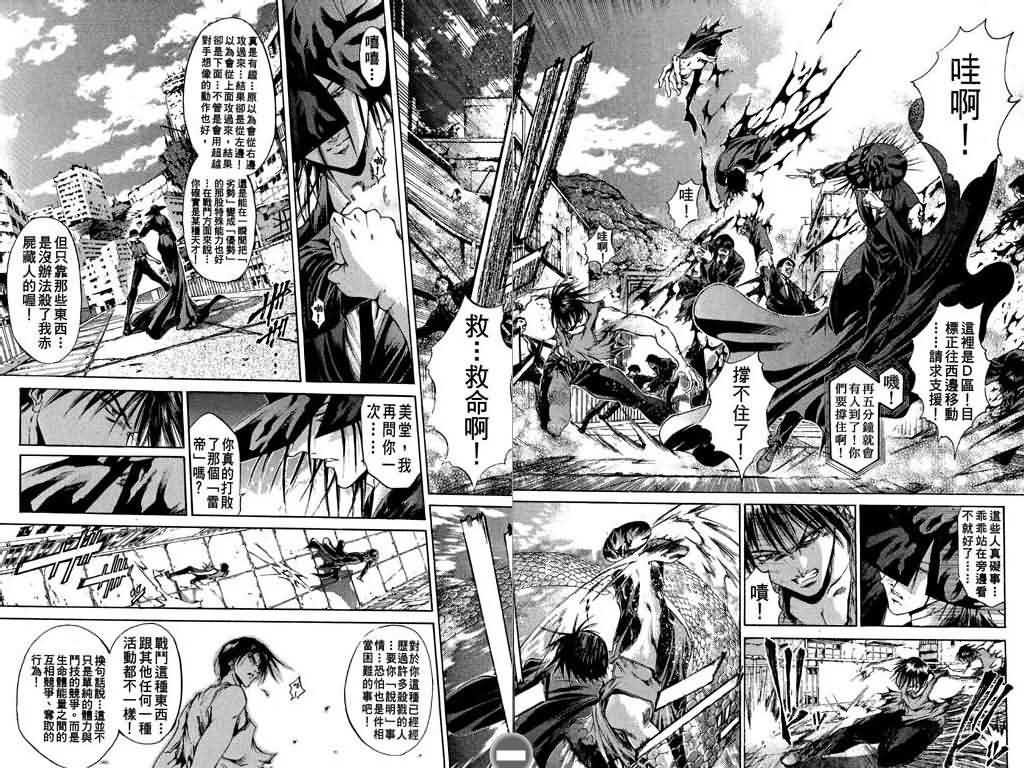 哇啊！
這裡是D區！目
標正往西邊移動
……請求支援！
嘰！
再五分鐘就會
有人到了！你
們要撐住啊！
撐不住了！
哇！
哇啊！
救…救命啊！
這些人真礙事…
乖乖站在旁邊看
不就好了……
嘖！
嘻嘻…
真是有趣…原以為會從右邊
攻過來…結果卻是從左邊！
以為會從上面攻過來，結果
卻是下面…不管是會用超越
對手想像的動作也好，
還是能在一瞬間把
「劣勢」變成「優勢」
的那股特殊能力也好
…在戰鬥方面來說…
你確實是某種天才！
但只靠那些東西…
是沒辦法殺了我赤
屍藏人的喔！
美堂，我
再問你一
次……
你真的打敗
了那個「雷
帝」嗎？
對於你這種已經
歷過許多殺戮的人
…要你「說明」事
情…恐怕也是件相
當困難的事吧！
戰鬥這種東西…
跟其他任何一種
活動都不一樣！
換句話說…這並不
只是單純的體力與
鬥技的競爭。而是
生命體能量之間的
互相競爭、奪取的
行為！